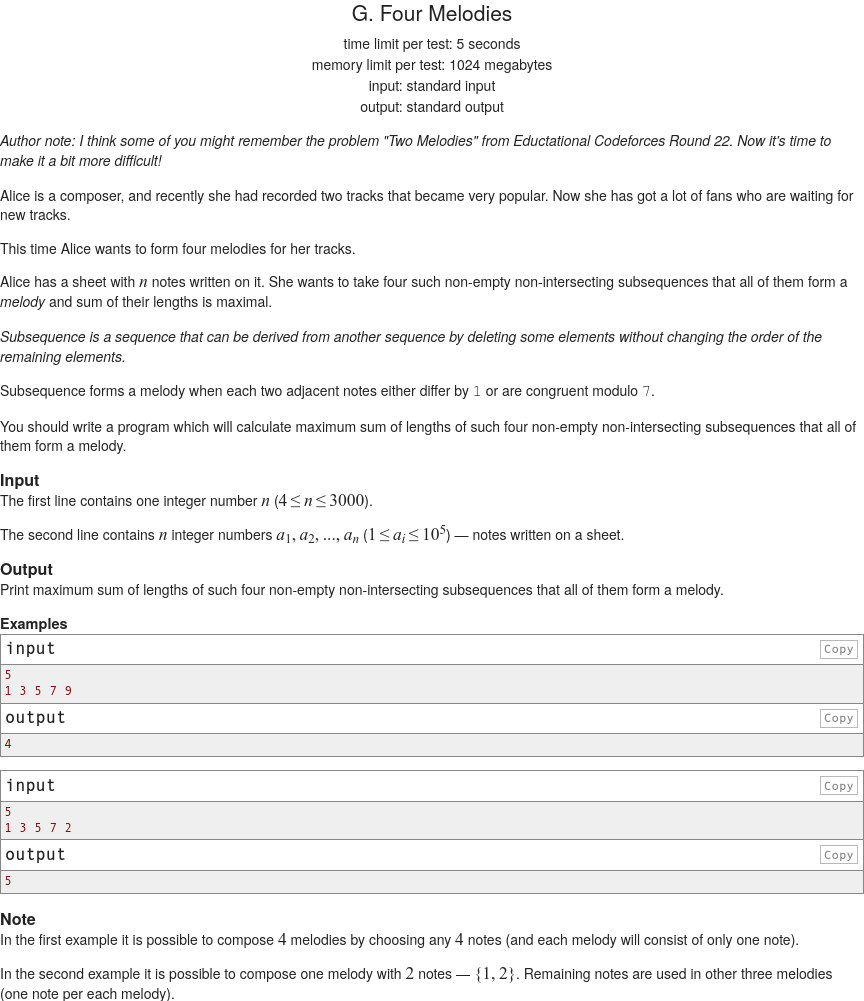 G. Four Melodies
time limit per test: 5 seconds
memory limit per test: 1024 megabytes
input: standard input
output: standard output
Author note: I think some of you might remember the problem "Two Melodies" from Eductational Codeforces Round 22. Now it's time to
make it a bit more difficult!
Alice is a composer, and recently she had recorded two tracks that became very popular. Now she has got a lot of fans who are waiting for
new tracks.
This time Alice wants to form four melodies for her tracks.
Alice has a sheet with n notes written on it. She wants to take four such non-empty non-intersecting subsequences that all of them form a
melody and sum of their lengths is maximal.
Subsequence is a sequence that can be derived from another sequence by deleting some elements without changing the order of the
remaining elements.
Subsequence forms a melody when each two adjacent notes either differ by 1 or are congruent modulo 7.
You should write a program which will calculate maximum sum of lengths of such four non-empty non-intersecting subsequences that all of
them form a melody.
Input
The first line contains one integer number n (4 ≤ n ≤ 3000).
The second line contains n integer numbers a₁, a₂, ..., aₙ (1 ≤ aᵢ ≤ 10⁵) — notes written on a sheet.
Output
Print maximum sum of lengths of such four non-empty non-intersecting subsequences that all of them form a melody.
Examples
input Copy
5
1 3 5 7 9
output Copy
4
input Copy
5
1 3 5 7 2
output Copy
5
Note
In the first example it is possible to compose 4 melodies by choosing any 4 notes (and each melody will consist of only one note).
In the second example it is possible to compose one melody with 2 notes — {1, 2}. Remaining notes are used in other three melodies
(one note per each melody).